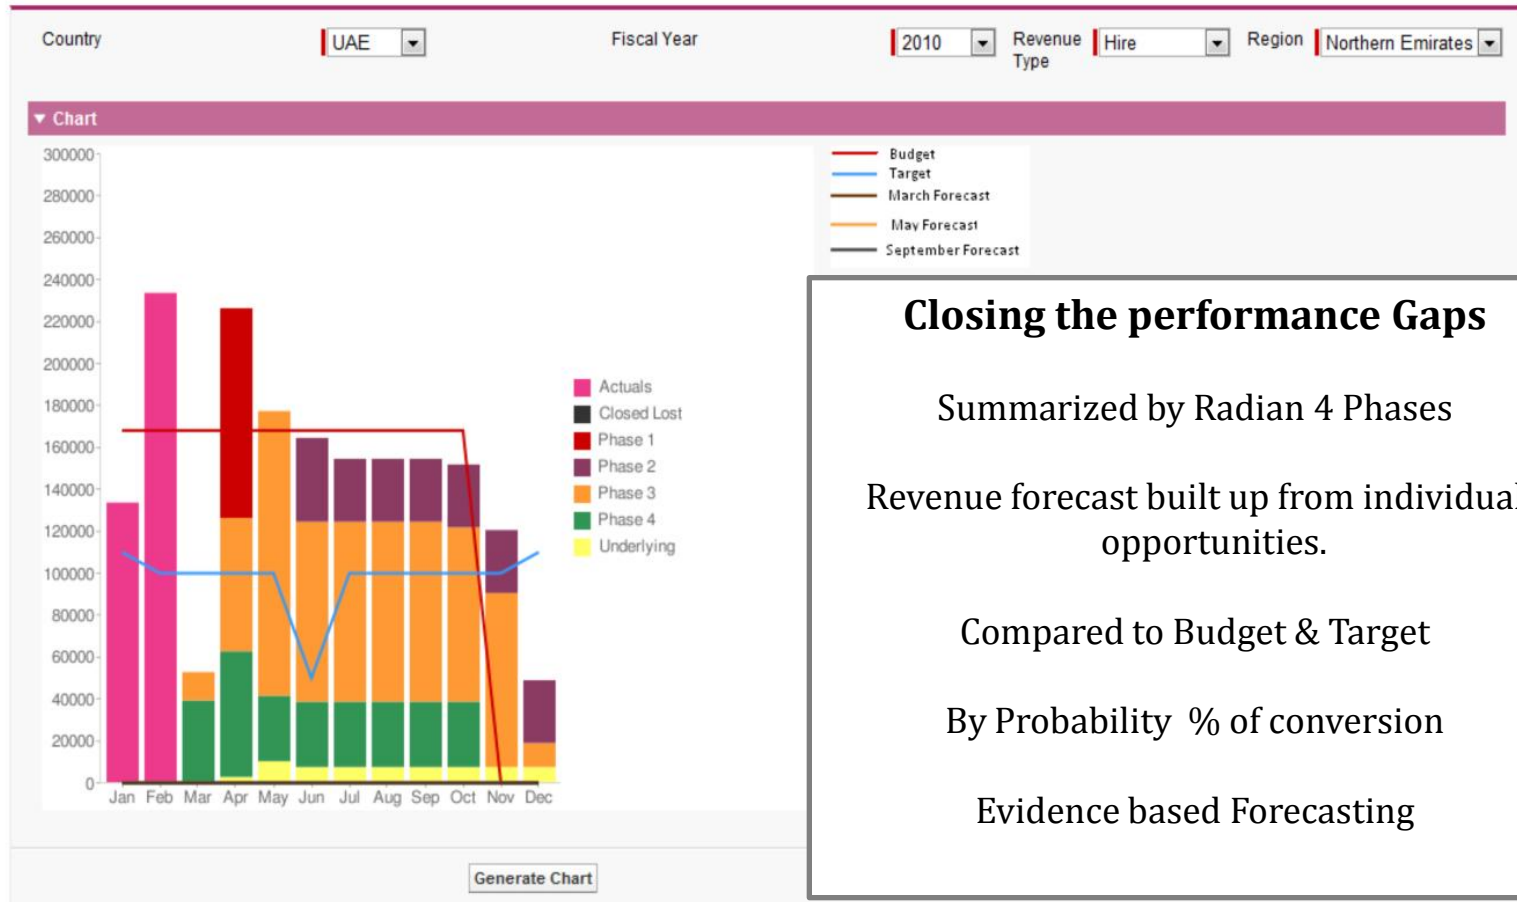 Country UAE Fiscal Year 2010 Revenue Type Hire Region Northern Emirates
Chart
300000
280000
260000
240000
220000
200000
180000
160000
140000
120000
100000
80000
60000
40000
20000
0
Jan Feb Mar Apr May Jun Jul Aug Sep Oct Nov Dec
Actuals
Closed Lost
Phase 1
Phase 2
Phase 3
Phase 4
Underlying
Budget
Target
March Forecast
May Forecast
September Forecast
Closing the performance Gaps
Summarized by Radian 4 Phases
Revenue forecast built up from individual
opportunities.
Compared to Budget & Target
By Probability % of conversion
Evidence based Forecasting
Generate Chart